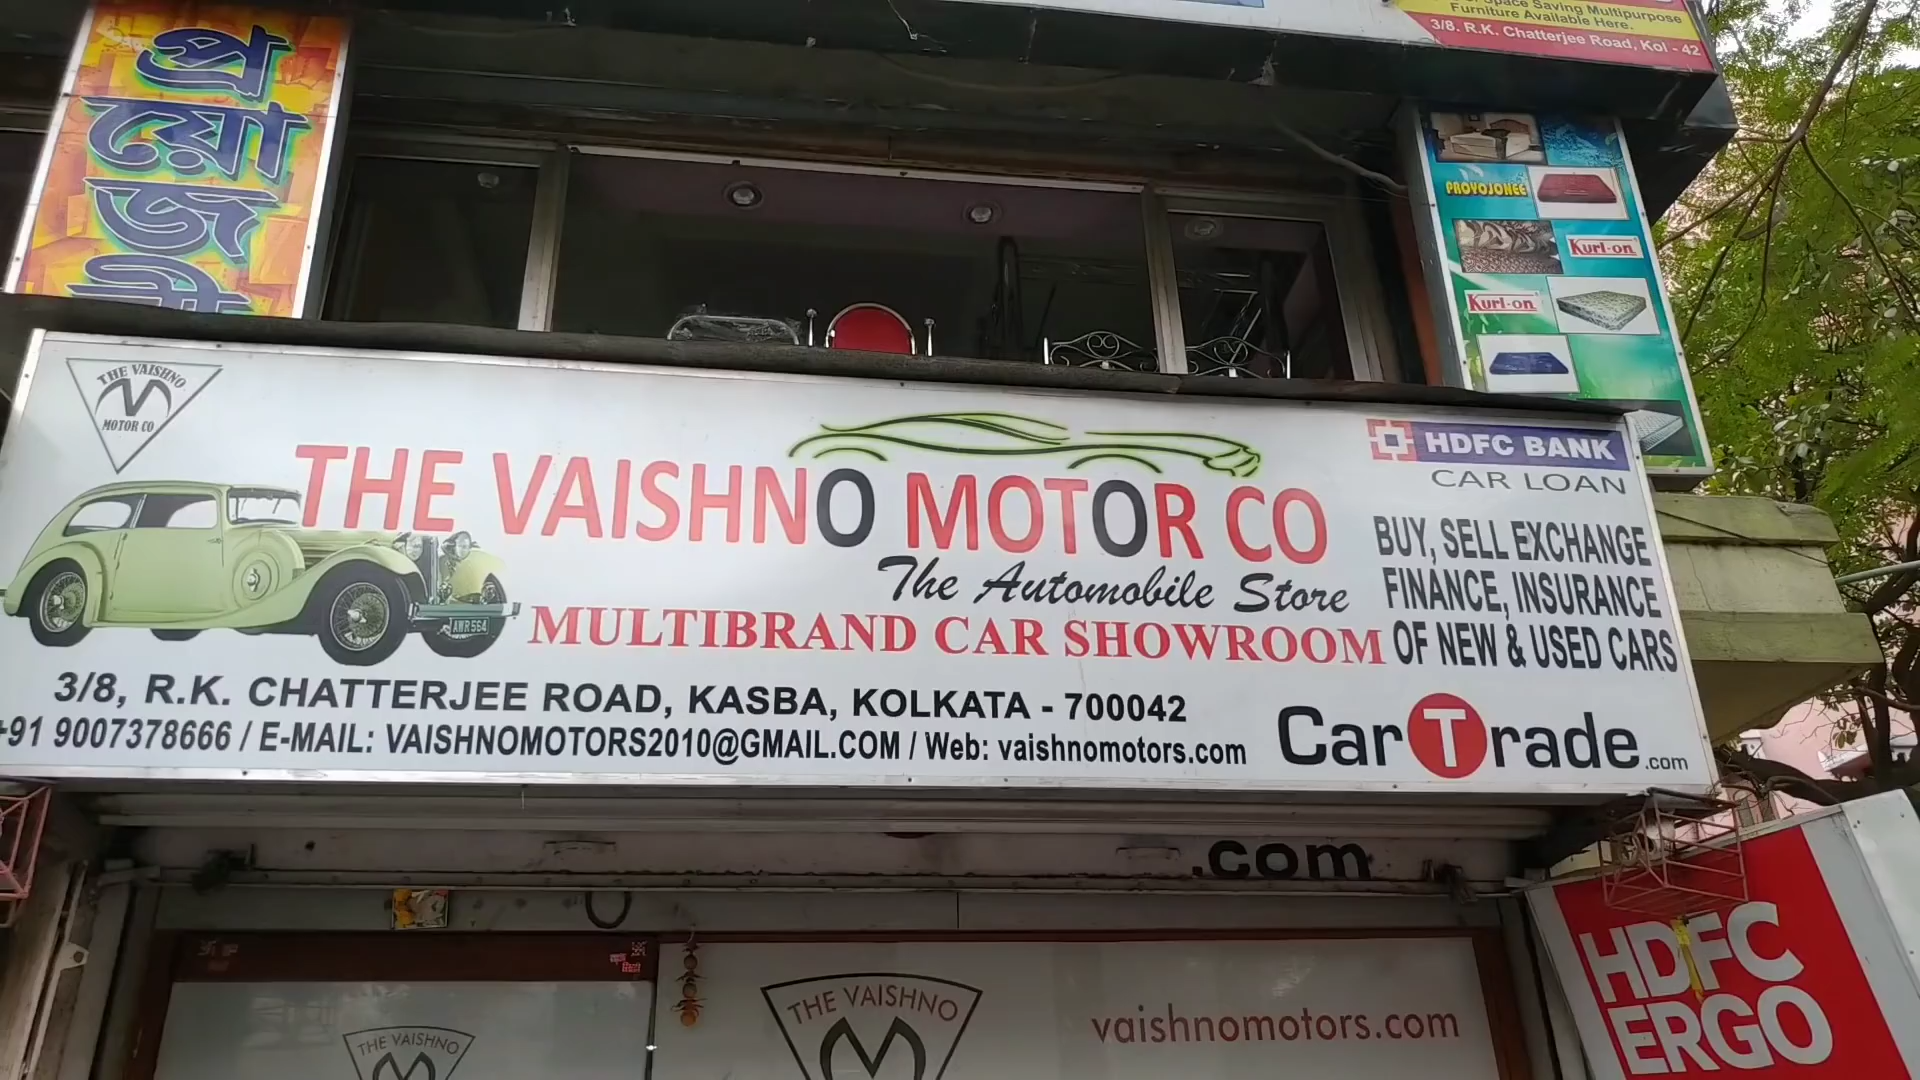 Space Saving Multipurpose
Furniture Available Here.
3/8. R.K. Chatterjee Road, Kol - 42
প্র
য়ো
জ
নী
PROYOJONEE
Kurl-on
Kurl-on
THE VAISHNO
MOTOR CO
THE VAISHNO MOTOR CO
The Automobile Store
MULTIBRAND CAR SHOWROOM
AWR 564
HDFC BANK
CAR LOAN
BUY, SELL EXCHANGE
FINANCE, INSURANCE
OF NEW & USED CARS
3/8, R.K. CHATTERJEE ROAD, KASBA, KOLKATA - 700042
+91 9007378666 / E-MAIL: VAISHNOMOTORS2010@GMAIL.COM / Web: vaishnomotors.com
CarTrade.com
.com
THE VAISHNO
THE VAISHNO
vaishnomotors.com
HDFC
ERGO